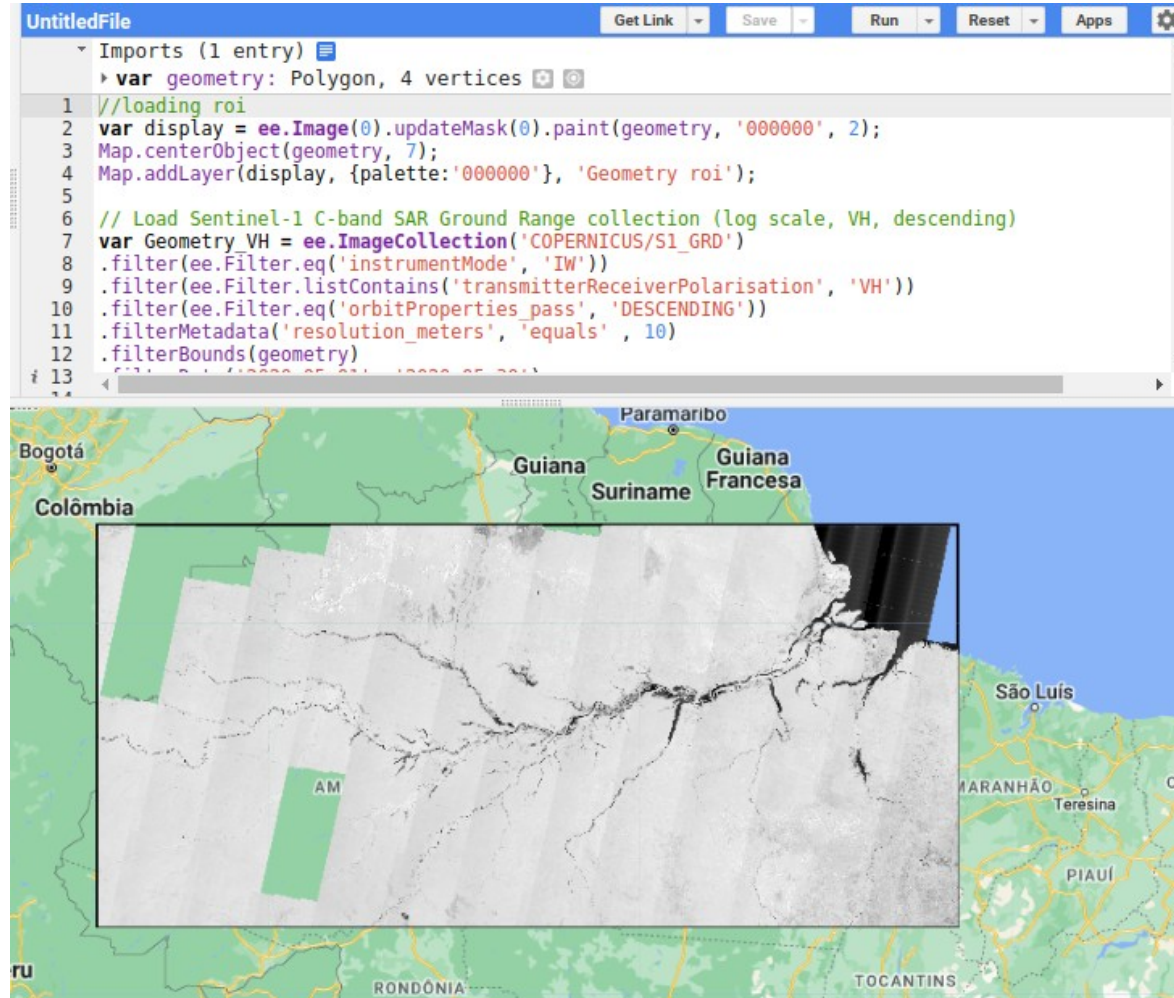 UntitledFile Get Link Save Run Reset Apps
Imports (1 entry)
var geometry: Polygon, 4 vertices
1 //loading roi
2 var display = ee.Image(0).updateMask(0).paint(geometry, '000000', 2);
3 Map.centerObject(geometry, 7);
4 Map.addLayer(display, {palette:'000000'}, 'Geometry roi');
5
6 // Load Sentinel-1 C-band SAR Ground Range collection (log scale, VH, descending)
7 var Geometry_VH = ee.ImageCollection('COPERNICUS/S1_GRD')
8 .filter(ee.Filter.eq('instrumentMode', 'IW'))
9 .filter(ee.Filter.listContains('transmitterReceiverPolarisation', 'VH'))
10 .filter(ee.Filter.eq('orbitProperties_pass', 'DESCENDING'))
11 .filterMetadata('resolution_meters', 'equals' , 10)
12 .filterBounds(geometry)
i 13
Paramaribo
Bogotá
Guiana
Guiana
Francesa
Suriname
Colômbia
São Luís
AM
MARANHÃO
Teresina
PIAUÍ
ru
RONDÔNIA
TOCANTINS